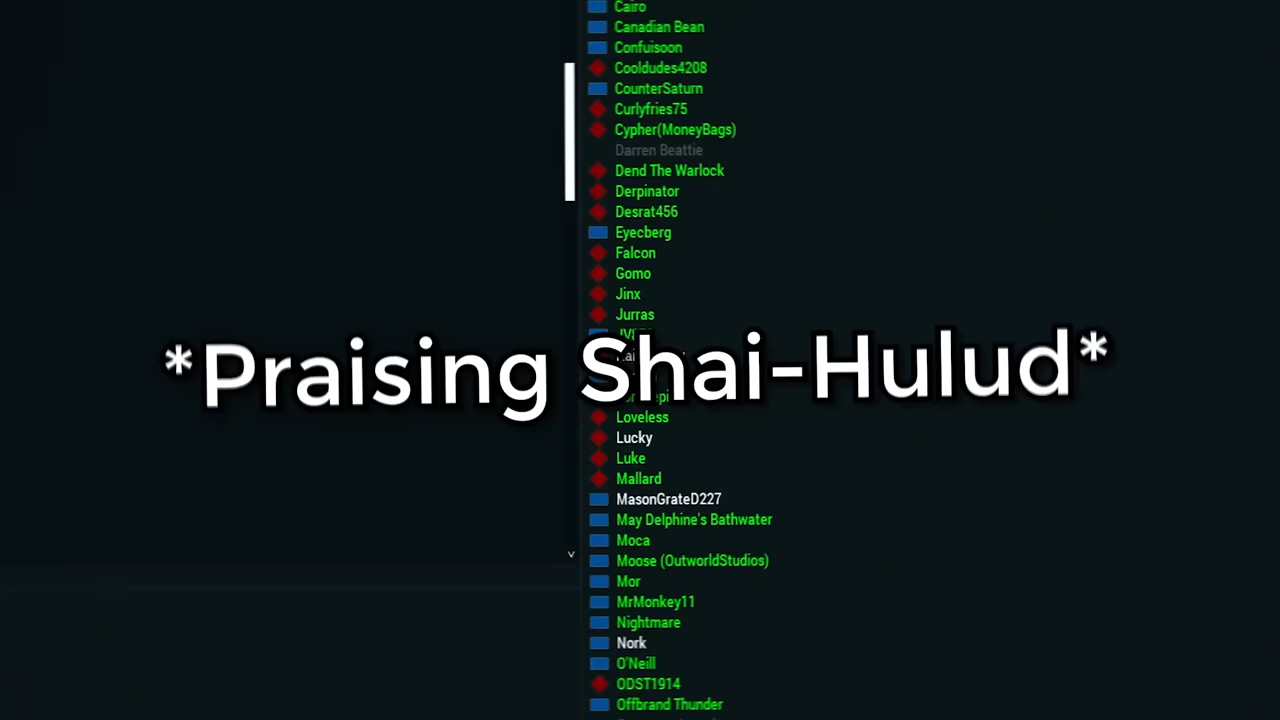 Cairo
Canadian Bean
Confuisoon
Cooldudes4208
CounterSaturn
Curlyfries75
Cypher(MoneyBags)
Darren Beattie
Dend The Warlock
Derpinator
Desrat456
Eyecberg
Falcon
Gomo
Jinx
Jurras
*Praising Shai-Hulud*
Loveless
Lucky
Luke
Mallard
MasonGrateD227
May Delphine's Bathwater
Moca
Moose (OutworldStudios)
Mor
MrMonkey11
Nightmare
Nork
O'Neill
ODST1914
Offbrand Thunder